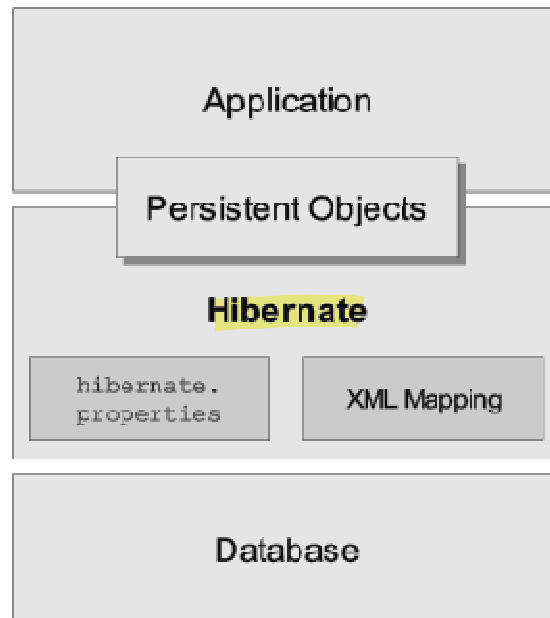 Application
Persistent Objects
Hibernate
hibernate.
properties
XML Mapping
Database